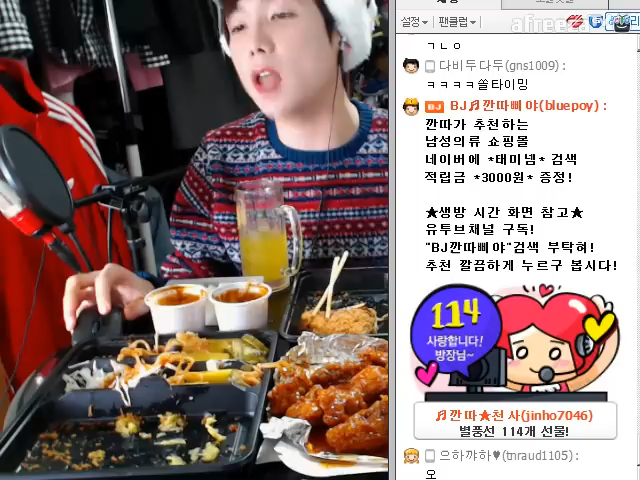 설정▾ 팬클럽▾
afreeca
ㄱㄴㅇ
다비두다두(gns1009) :
ㅋㅋㅋㅋ쏠타이밍
BJ BJ♬깐따삐야(bluepoy) :
깐따가 추천하는
남성의류 쇼핑몰
네이버에 *태미넴* 검색
적립금 *3000원* 증정!
★생방 시간 화면 참고★
유투브채널 구독!
"BJ깐따삐야"검색 부탁혀!
추천 깔끔하게 누르구 봅시다!
114
사랑합니다!
방장님~
♬깐따★천사(jinho7046)
별풍선 114개 선물!
으하꺄하♥(tnraud1105) :
오